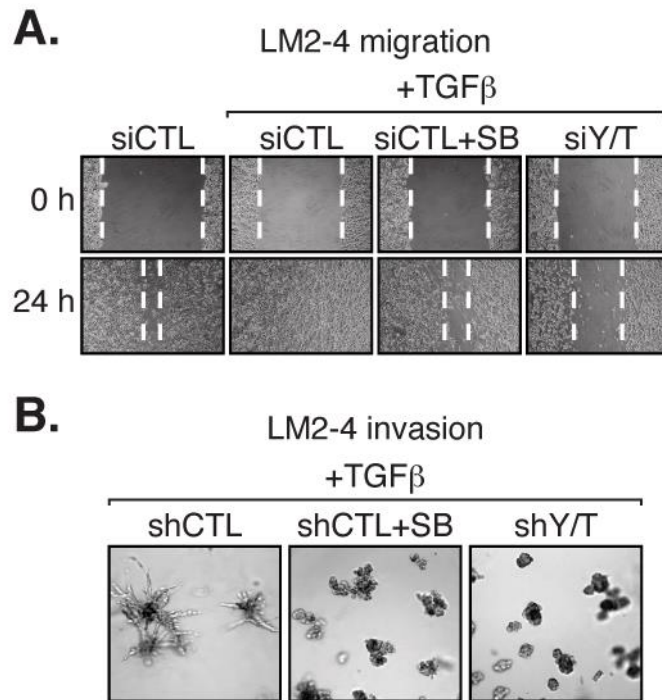 A.
LM2-4 migration
+TGFβ
siCTL siCTL siCTL+SB siY/T
0 h
24 h
B.
LM2-4 invasion
+TGFβ
shCTL shCTL+SB shY/T